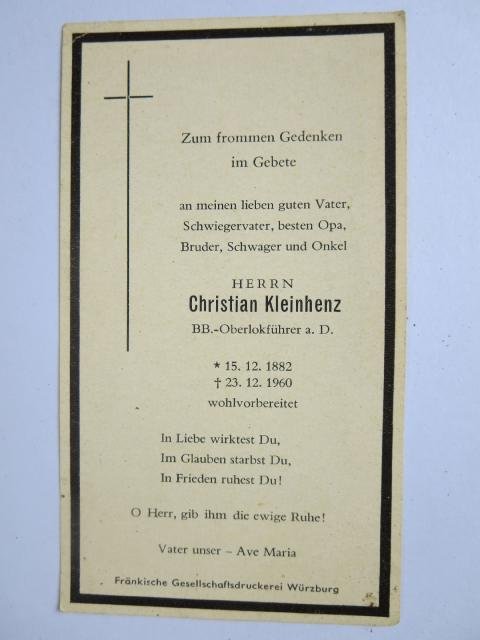 Zum frommen Gedenken
im Gebete
an meinen lieben guten Vater,
Schwiegervater, besten Opa,
Bruder, Schwager und Onkel
HERRN
Christian Kleinhenz
BB.-Oberlokführer a. D.
* 15. 12. 1882
† 23. 12. 1960
wohlvorbereitet
In Liebe wirktest Du,
Im Glauben starbst Du,
In Frieden ruhest Du!
O Herr, gib ihm die ewige Ruhe!
Vater unser – Ave Maria
Fränkische Gesellschaftsdruckerei Würzburg